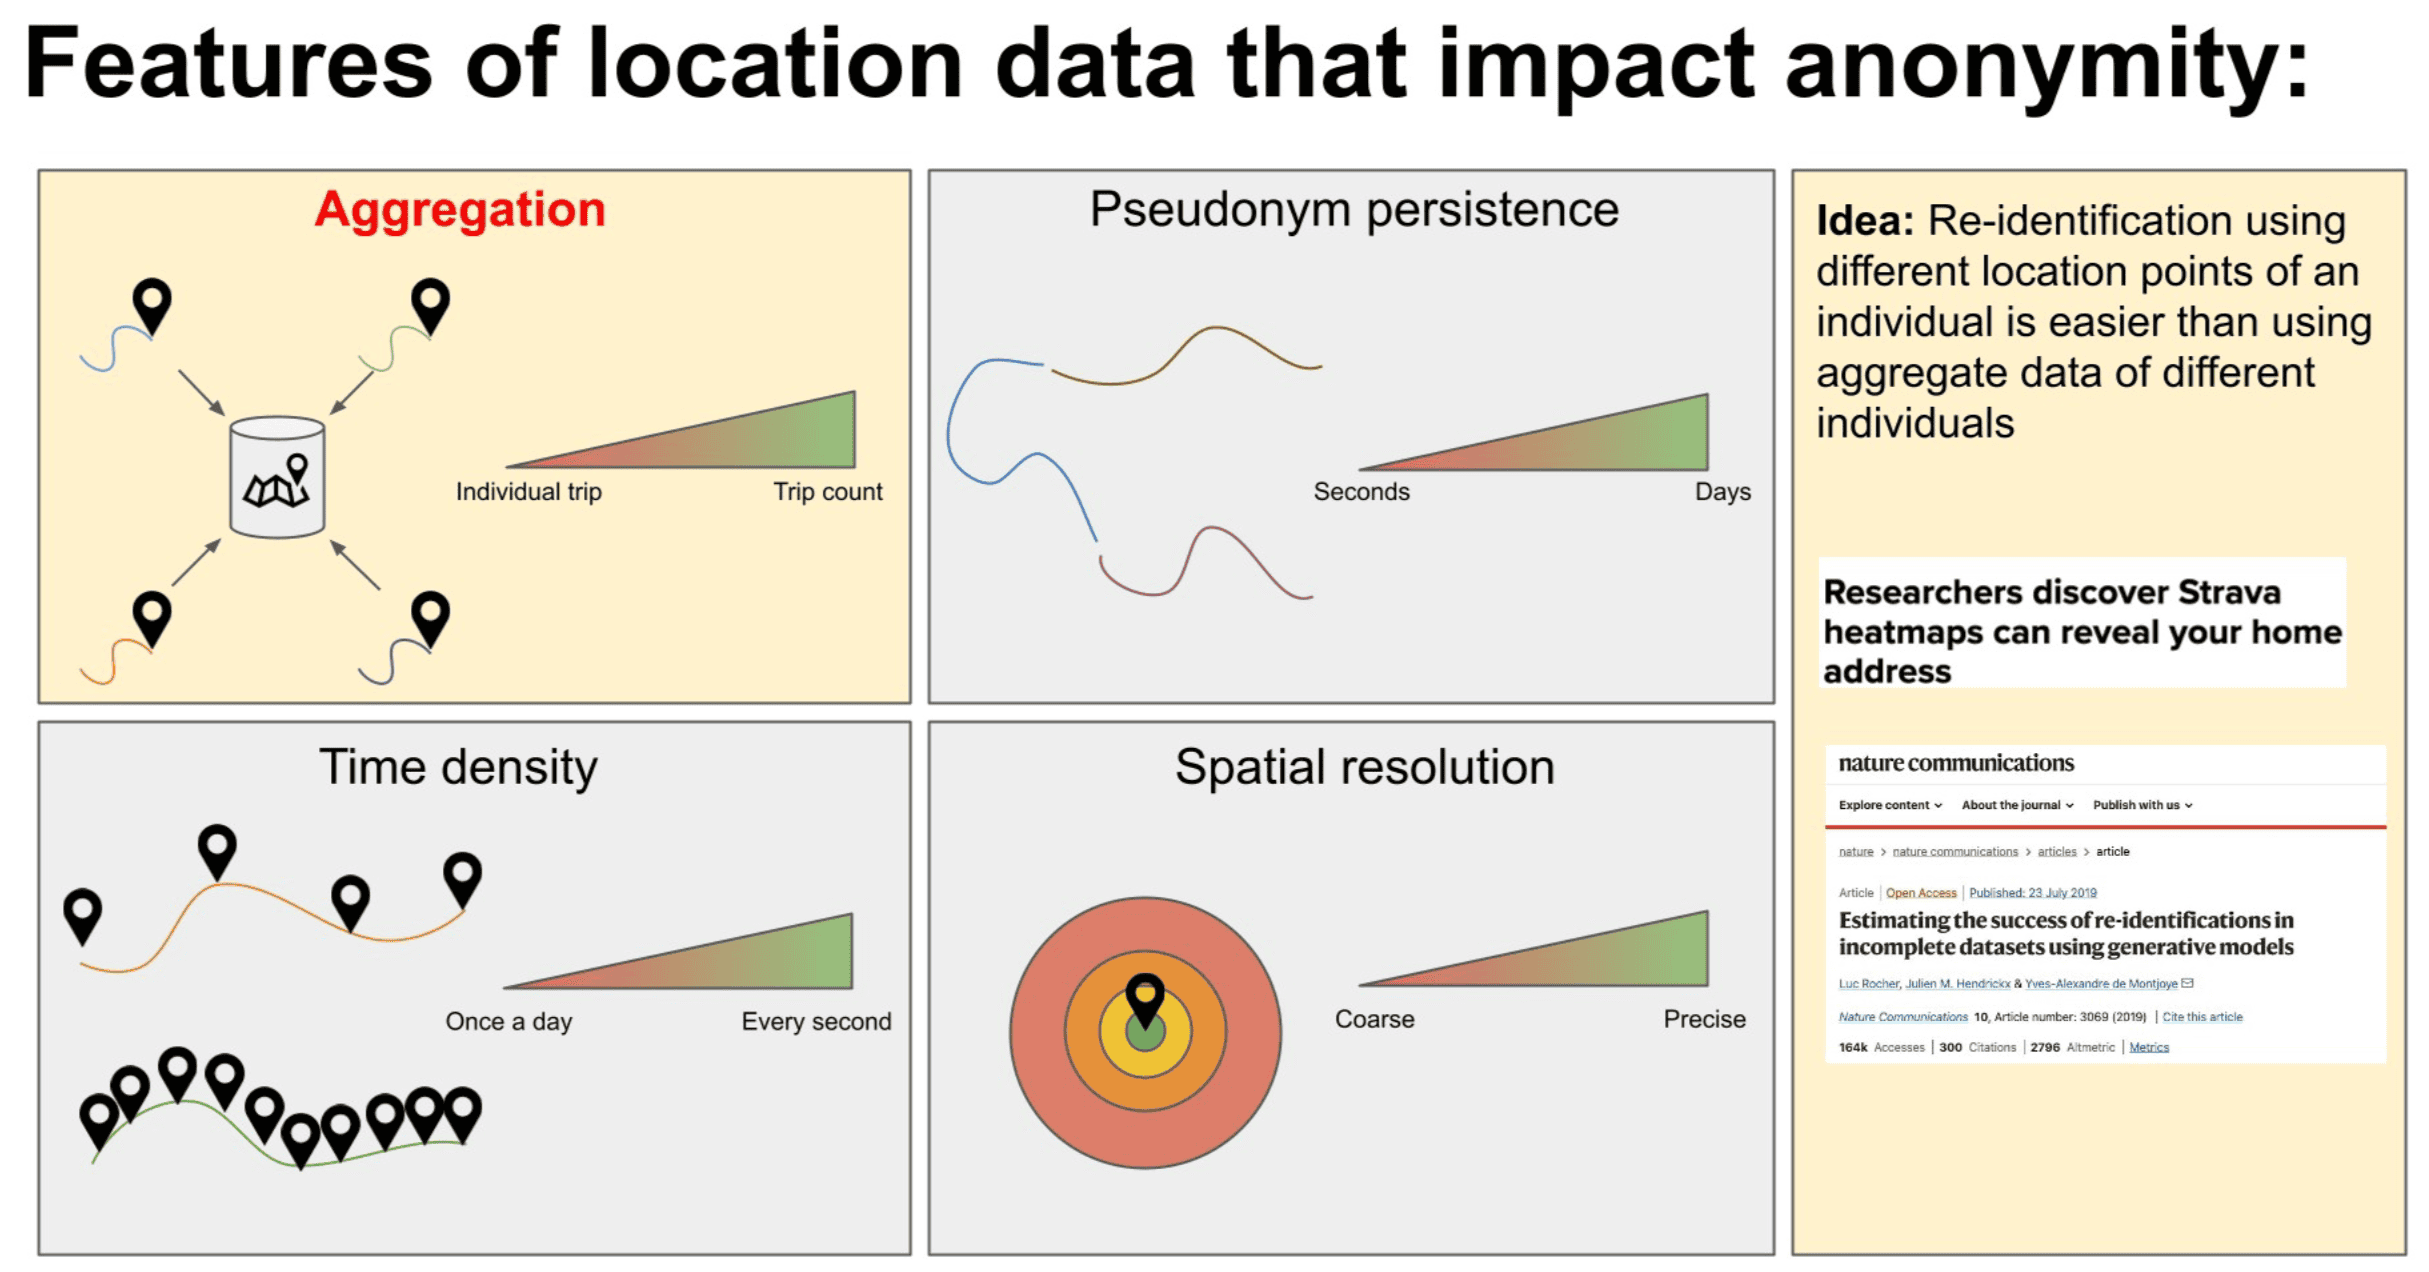 Features of location data that impact anonymity:
Aggregation
Individual trip
Trip count
Pseudonym persistence
Seconds
Days
Time density
Once a day
Every second
Spatial resolution
Coarse
Precise
Idea: Re-identification using
different location points of an
individual is easier than using
aggregate data of different
individuals
Researchers discover Strava
heatmaps can reveal your home
address
nature communications
Explore content About the journal Publish with us
nature > nature communications > articles > article
Article | Open Access | Published: 23 July 2019
Estimating the success of re-identifications in
incomplete datasets using generative models
Luc Rocher, Julien M. Hendrickx & Yves-Alexandre de Montjoye
Nature Communications 10, Article number: 3069 (2019) | Cite this article
164k Accesses | 300 Citations | 2796 Altmetric | Metrics